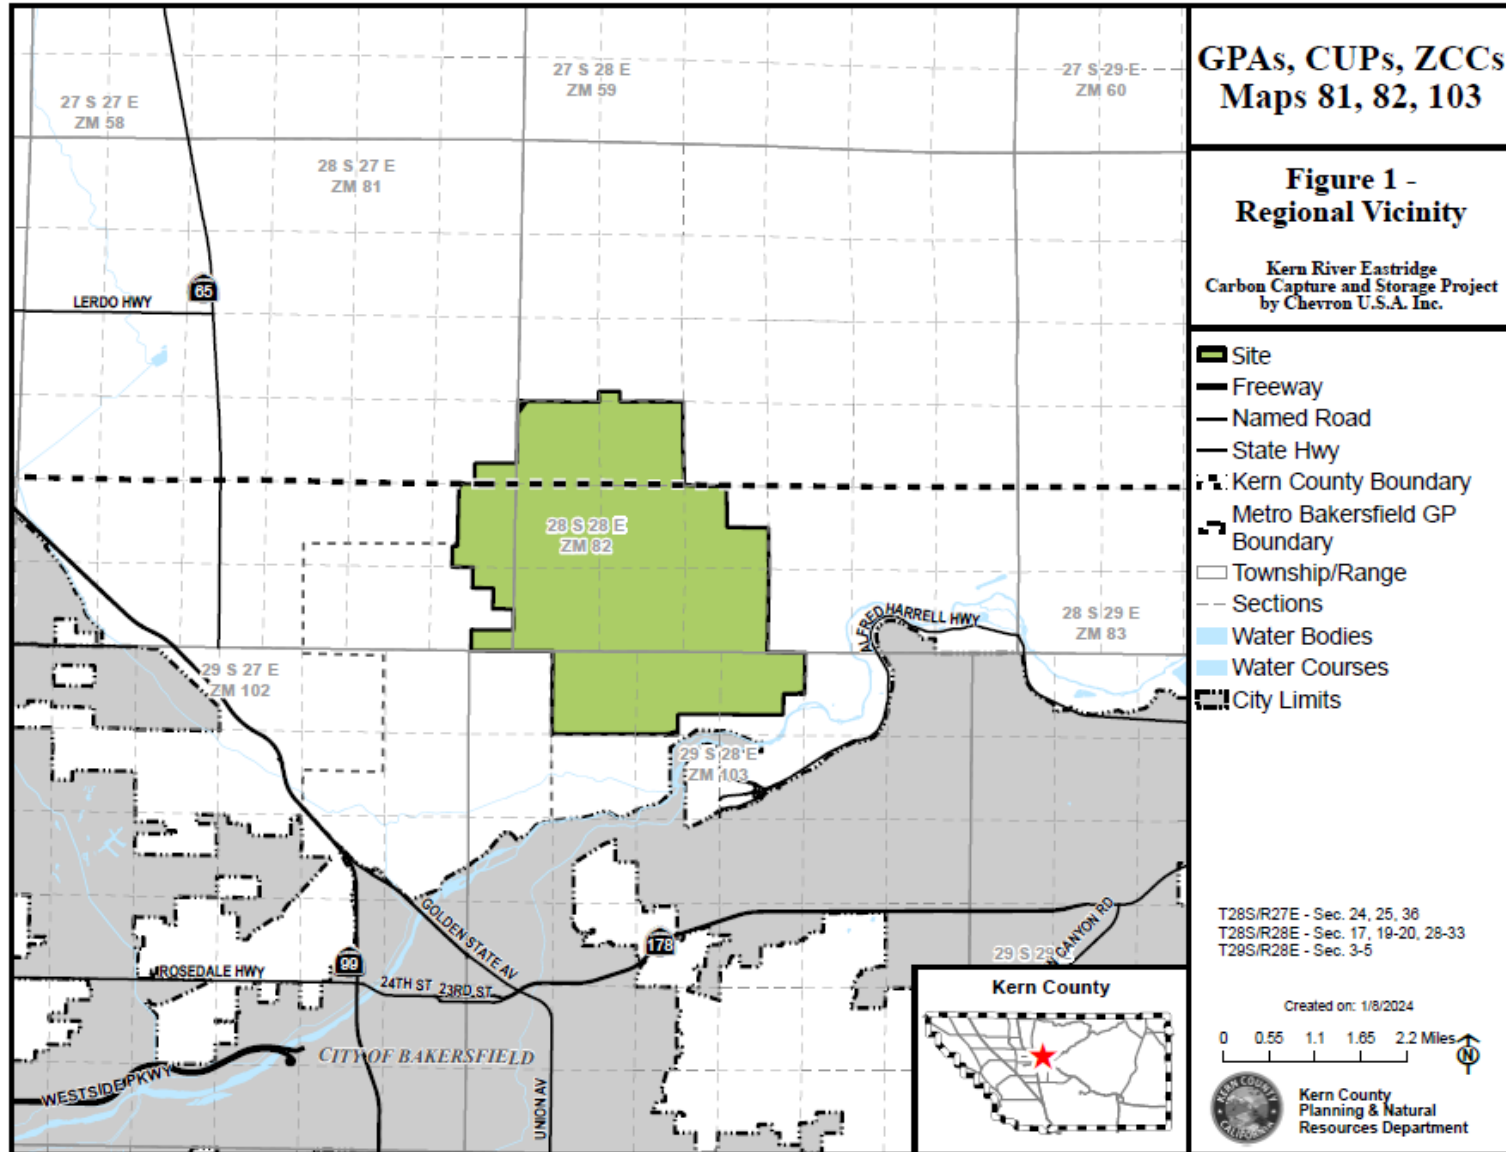 27 S 28 E
ZM 59
27 S 29 E
ZM 60
27 S 27 E
ZM 58
28 S 27 E
ZM 81
65
LERDO HWY
28 S 28 E
ZM 82
ALFRED HARRELL HWY
28 S 29 E
ZM 83
29 S 27 E
ZM 102
29 S 28 E
ZM 103
GOLDEN STATE AV
178
CANYON RD
29 S 29
99
ROSEDALE HWY
24TH ST
23RD ST
CITY OF BAKERSFIELD
WESTSIDE PKWY
UNION AV
Kern County
GPAs, CUPs, ZCCs
Maps 81, 82, 103
Figure 1 -
Regional Vicinity
Kern River Eastridge
Carbon Capture and Storage Project
by Chevron U.S.A. Inc.
Site
Freeway
Named Road
State Hwy
Kern County Boundary
Metro Bakersfield GP
Boundary
Township/Range
Sections
Water Bodies
Water Courses
City Limits
T28S/R27E - Sec. 24, 25, 36
T28S/R28E - Sec. 17, 19-20, 28-33
T29S/R28E - Sec. 3-5
Created on: 1/8/2024
0 0.55 1.1 1.65 2.2 Miles
N
KERN COUNTY
CALIFORNIA
Kern County
Planning & Natural
Resources Department